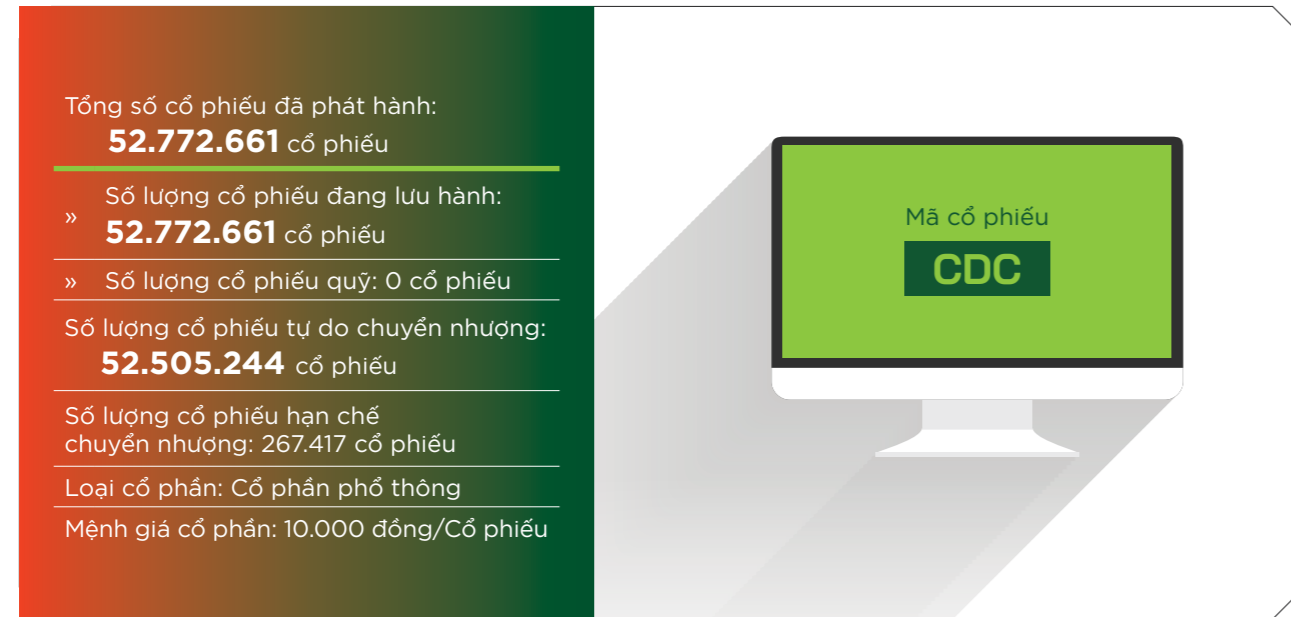 Tổng số cổ phiếu đã phát hành:
52.772.661 cổ phiếu
Số lượng cổ phiếu đang lưu hành:
»
52.772.661 cổ phiếu
» Số lượng cổ phiếu quỹ: 0 cổ phiếu
Số lượng cổ phiếu tự do chuyển nhượng:
52.505.244 cổ phiếu
Số lượng cổ phiếu hạn chế
chuyển nhượng: 267.417 cổ phiếu
Loại cổ phần: Cổ phần phổ thông
Mệnh giá cổ phần: 10.000 đồng/Cổ phiếu
Mã cổ phiếu
CDC